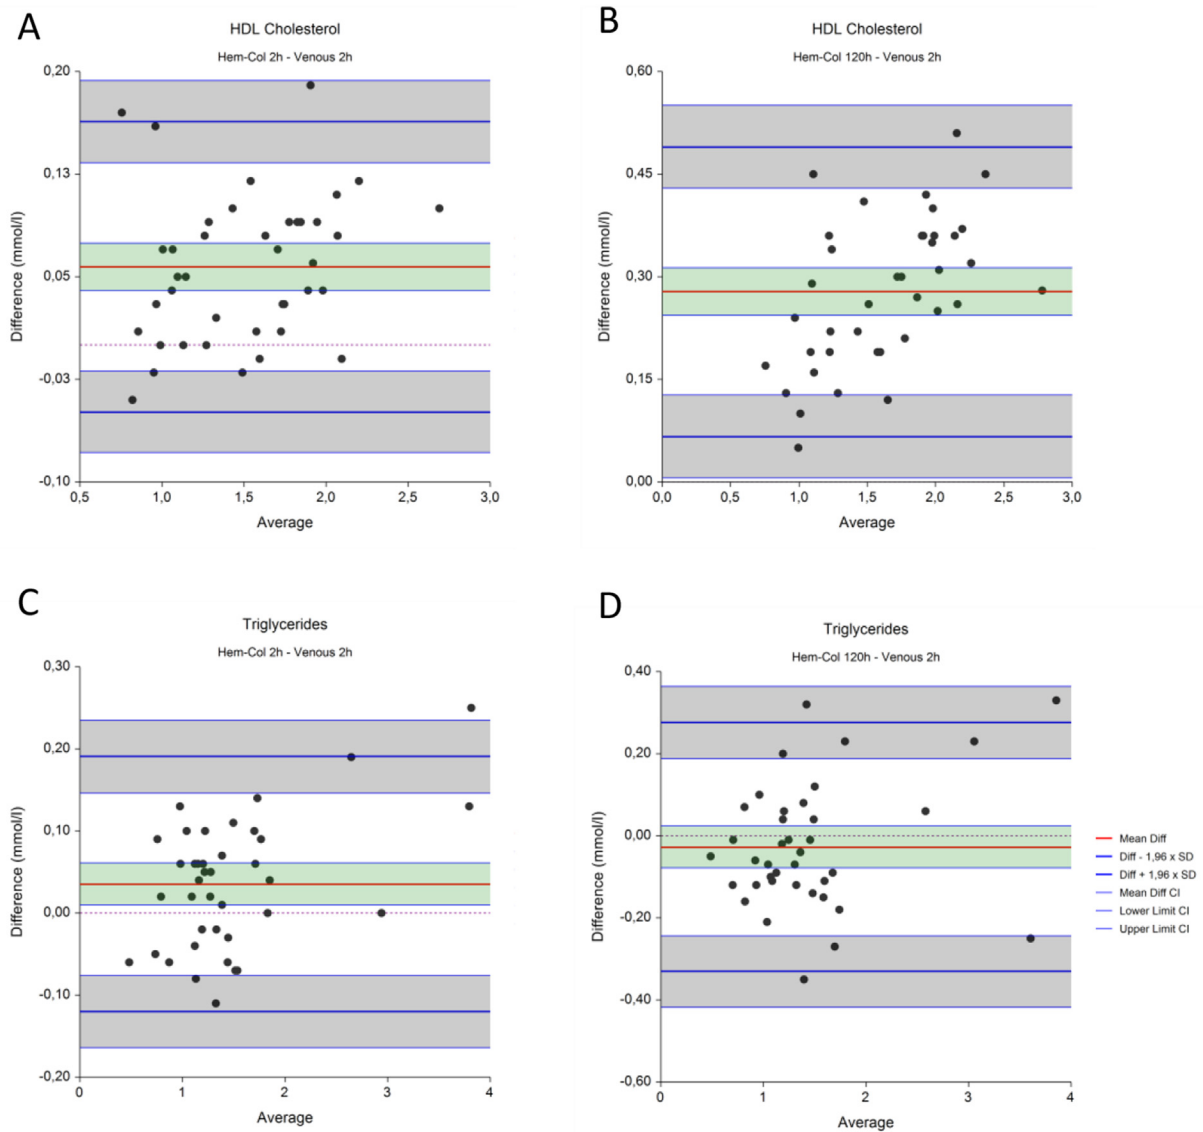 A
HDL Cholesterol
Hem-Col 2h - Venous 2h
0,20
0,13
0,05
-0,03
-0,10
Difference (mmol/l)
0,5
1,0
1,5
2,0
2,5
3,0
Average
B
HDL Cholesterol
Hem-Col 120h - Venous 2h
0,60
0,45
0,30
0,15
0,00
Difference (mmol/l)
0,0
0,5
1,0
1,5
2,0
2,5
3,0
Average
C
Triglycerides
Hem-Col 2h - Venous 2h
0,30
0,20
0,10
0,00
-0,10
-0,20
Difference (mmol/l)
0
1
2
3
4
Average
D
Triglycerides
Hem-Col 120h - Venous 2h
0,40
0,20
0,00
-0,20
-0,40
-0,60
Difference (mmol/l)
0
1
2
3
4
Average
Mean Diff
Diff - 1,96 x SD
Diff + 1,96 x SD
Mean Diff CI
Lower Limit CI
Upper Limit CI